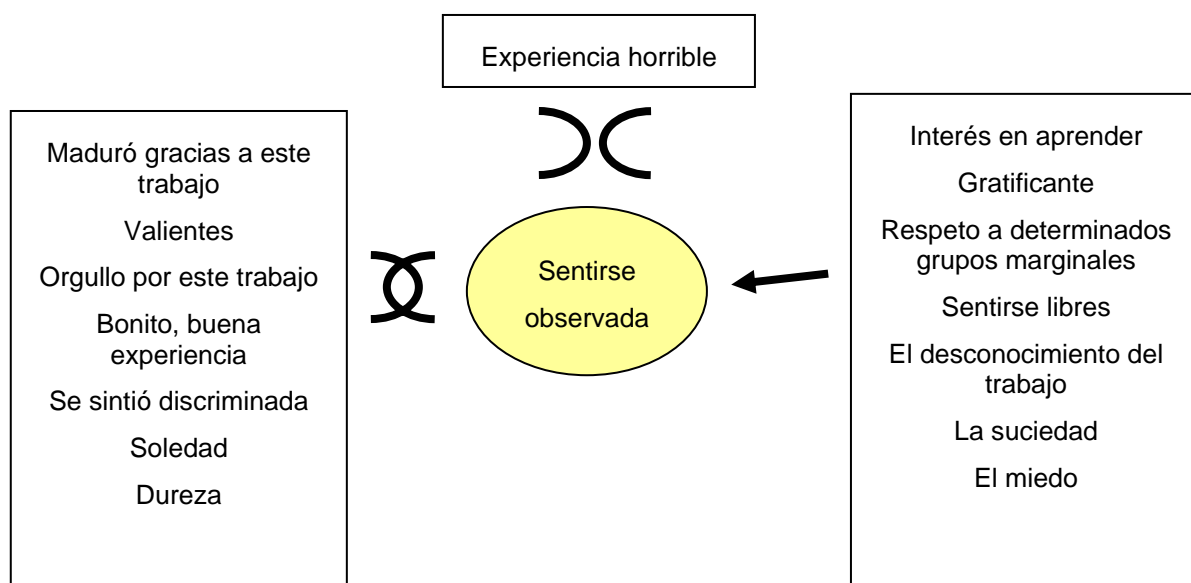 Experiencia horrible
Maduró gracias a este
trabajo
Valientes
Orgullo por este trabajo
Bonito, buena
experiencia
Se sintió discriminada
Soledad
Dureza
Sentirse
observada
Interés en aprender
Gratificante
Respeto a determinados
grupos marginales
Sentirse libres
El desconocimiento del
trabajo
La suciedad
El miedo